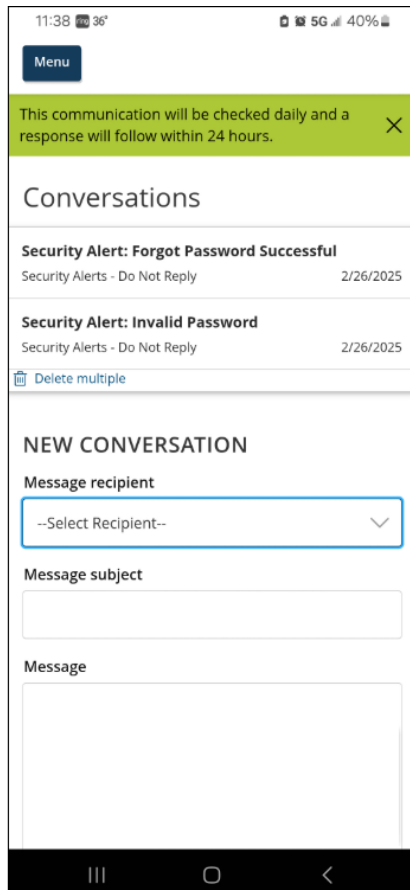 11:38 ring 36° 5G 40%
Menu
This communication will be checked daily and a
response will follow within 24 hours.
Conversations
Security Alert: Forgot Password Successful
Security Alerts - Do Not Reply 2/26/2025
Security Alert: Invalid Password
Security Alerts - Do Not Reply 2/26/2025
Delete multiple
NEW CONVERSATION
Message recipient
--Select Recipient--
Message subject
Message